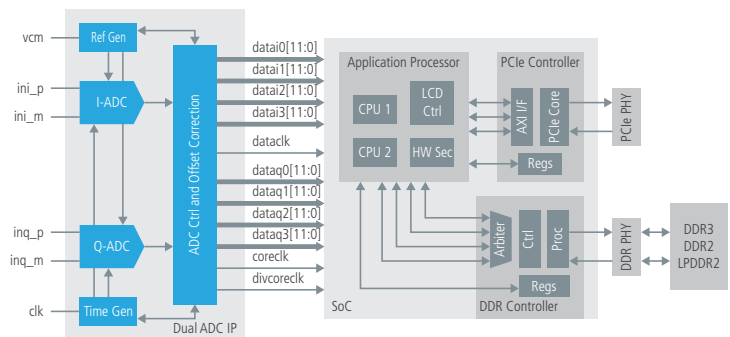 vcm
ini_p
ini_m
inq_p
inq_m
clk
Ref Gen
I-ADC
Q-ADC
Time Gen
ADC Ctrl and Offset Correction
Dual ADC IP
datai0[11:0]
datai1[11:0]
datai2[11:0]
datai3[11:0]
dataclk
dataq0[11:0]
dataq1[11:0]
dataq2[11:0]
dataq3[11:0]
coreclk
divcoreclk
SoC
Application Processor
CPU 1
LCD
Ctrl
CPU 2
HW Sec
PCIe Controller
AXI I/F
PCIe Core
Regs
PCIe PHY
Arbiter
Ctrl
Proc
Regs
DDR Controller
DDR PHY
DDR3
DDR2
LPDDR2